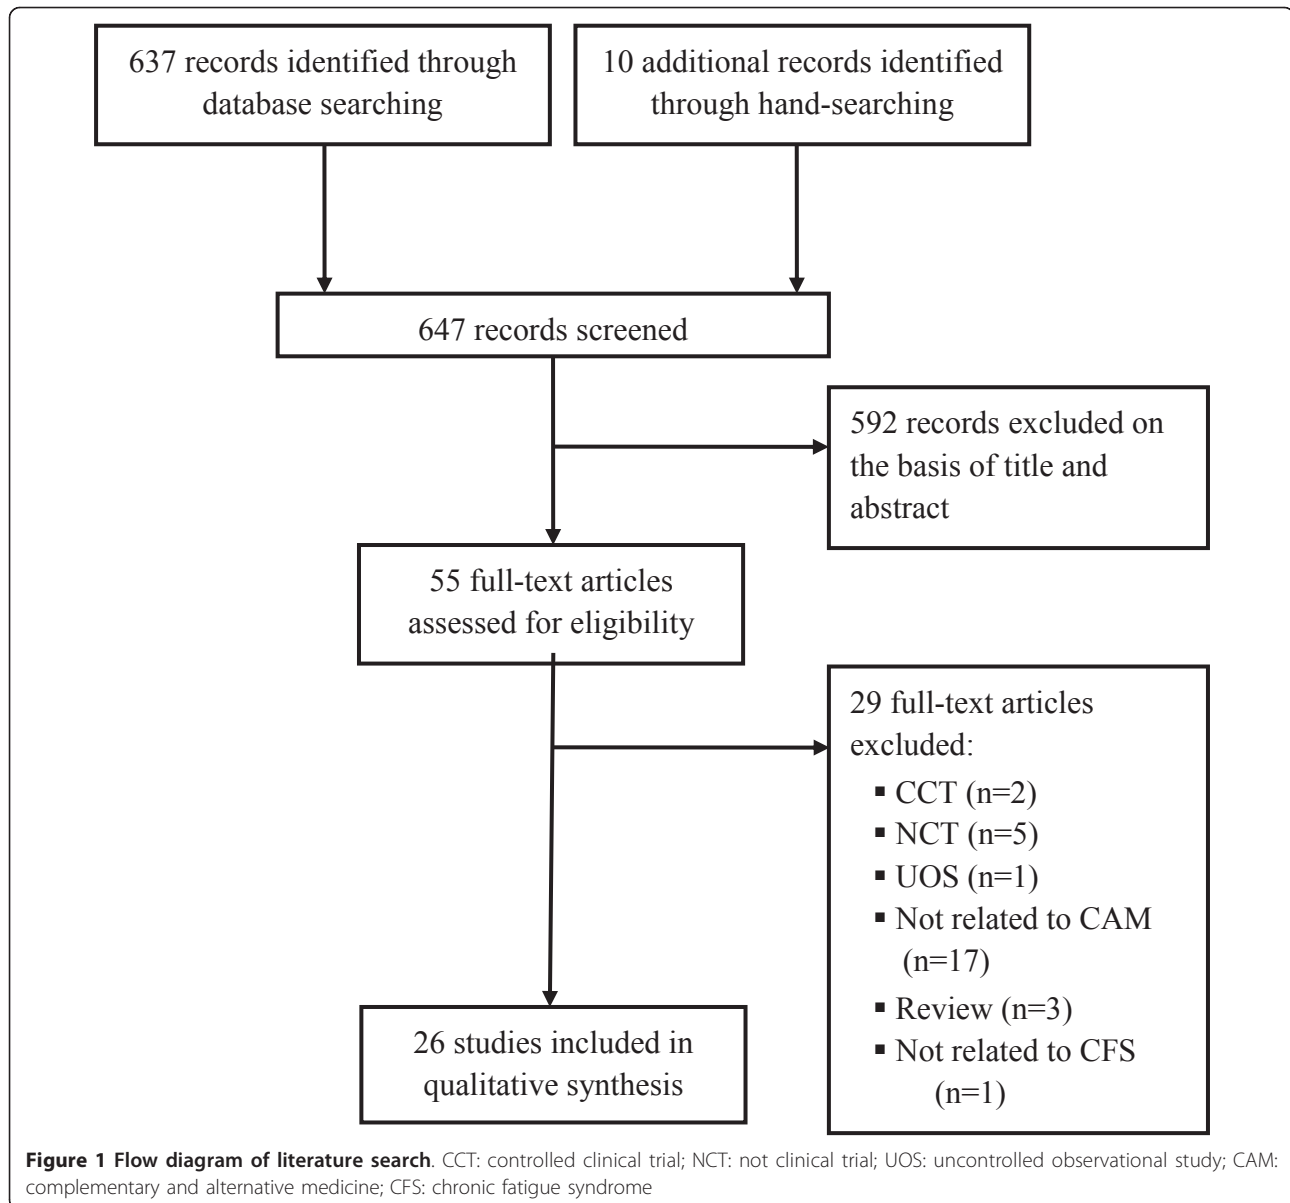 637 records identified through
database searching
10 additional records identified
through hand-searching
647 records screened
592 records excluded on
the basis of title and
abstract
55 full-text articles
assessed for eligibility
29 full-text articles
excluded:
▪ CCT (n=2)
▪ NCT (n=5)
▪ UOS (n=1)
▪ Not related to CAM
(n=17)
▪ Review (n=3)
▪ Not related to CFS
(n=1)
26 studies included in
qualitative synthesis
Figure 1 Flow diagram of literature search. CCT: controlled clinical trial; NCT: not clinical trial; UOS: uncontrolled observational study; CAM:
complementary and alternative medicine; CFS: chronic fatigue syndrome